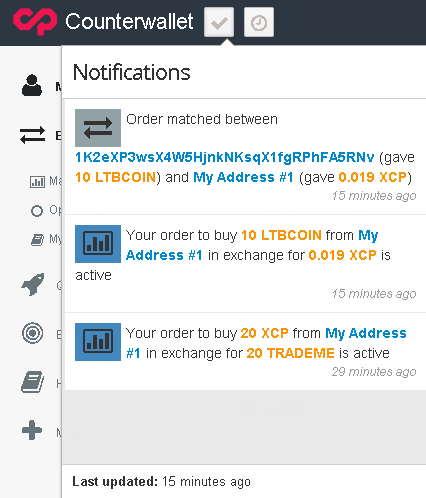 Counterwallet
Notifications
Order matched between
1K2eXP3wsX4W5HjnkNKsqX1fgRPhFA5RNv (gave
10 LTBCOIN) and My Address #1 (gave 0.019 XCP)
15 minutes ago
Your order to buy 10 LTBCOIN from My
Address #1 in exchange for 0.019 XCP is
active
15 minutes ago
Your order to buy 20 XCP from My Address
#1 in exchange for 20 TRADEME is active
29 minutes ago
Last updated: 15 minutes ago
M
E
Ma
Op
My
E
H
M